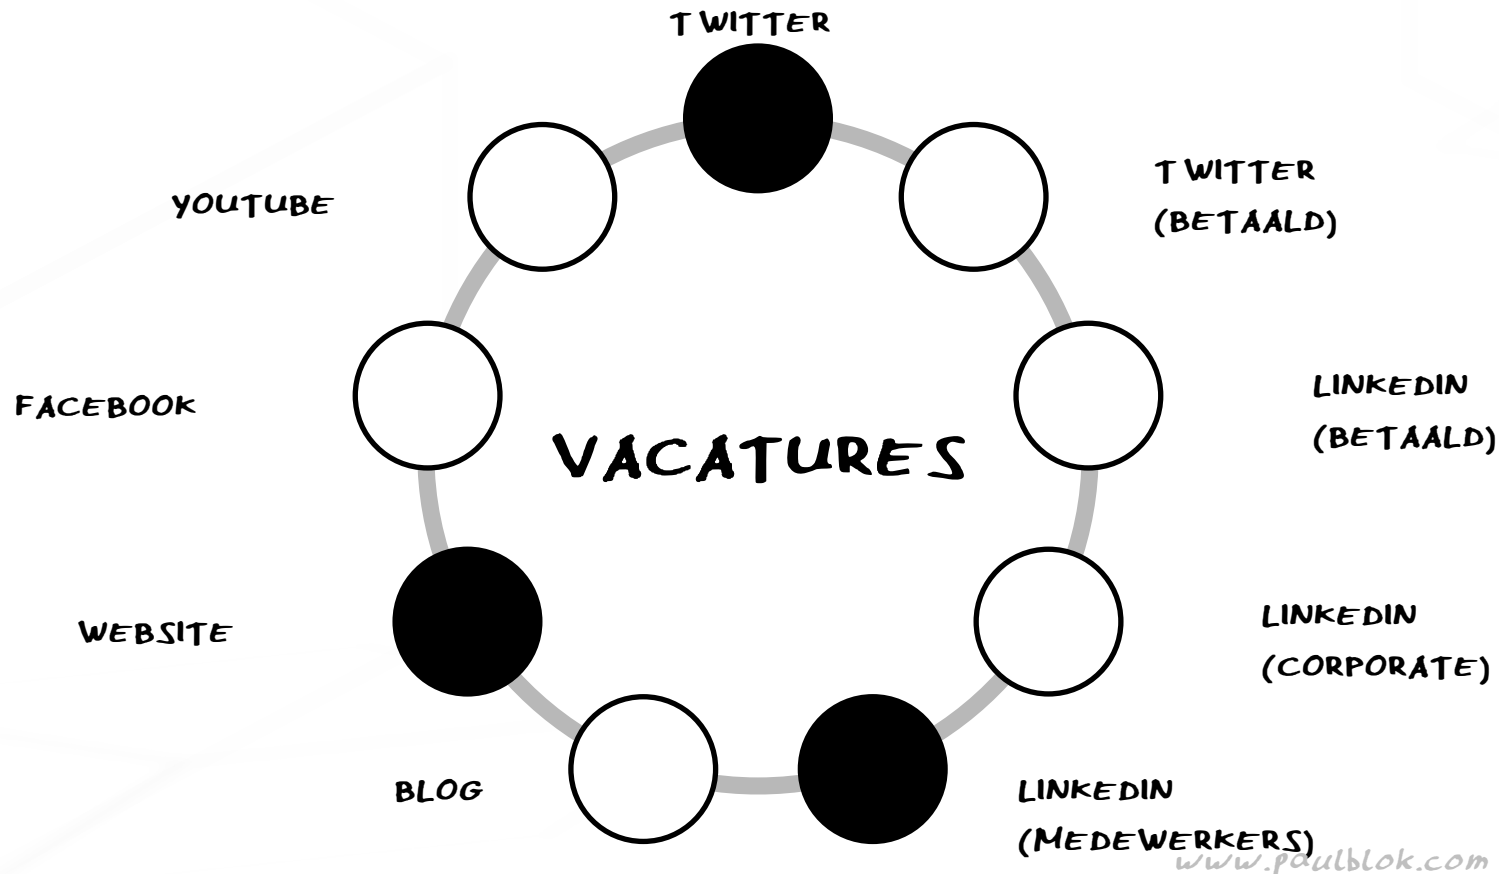 TWITTER
TWITTER
(BETAALD)
YOUTUBE
LINKEDIN
(BETAALD)
FACEBOOK
VACATURES
LINKEDIN
(CORPORATE)
WEBSITE
LINKEDIN
(MEDEWERKERS)
BLOG
www.paulblok.com